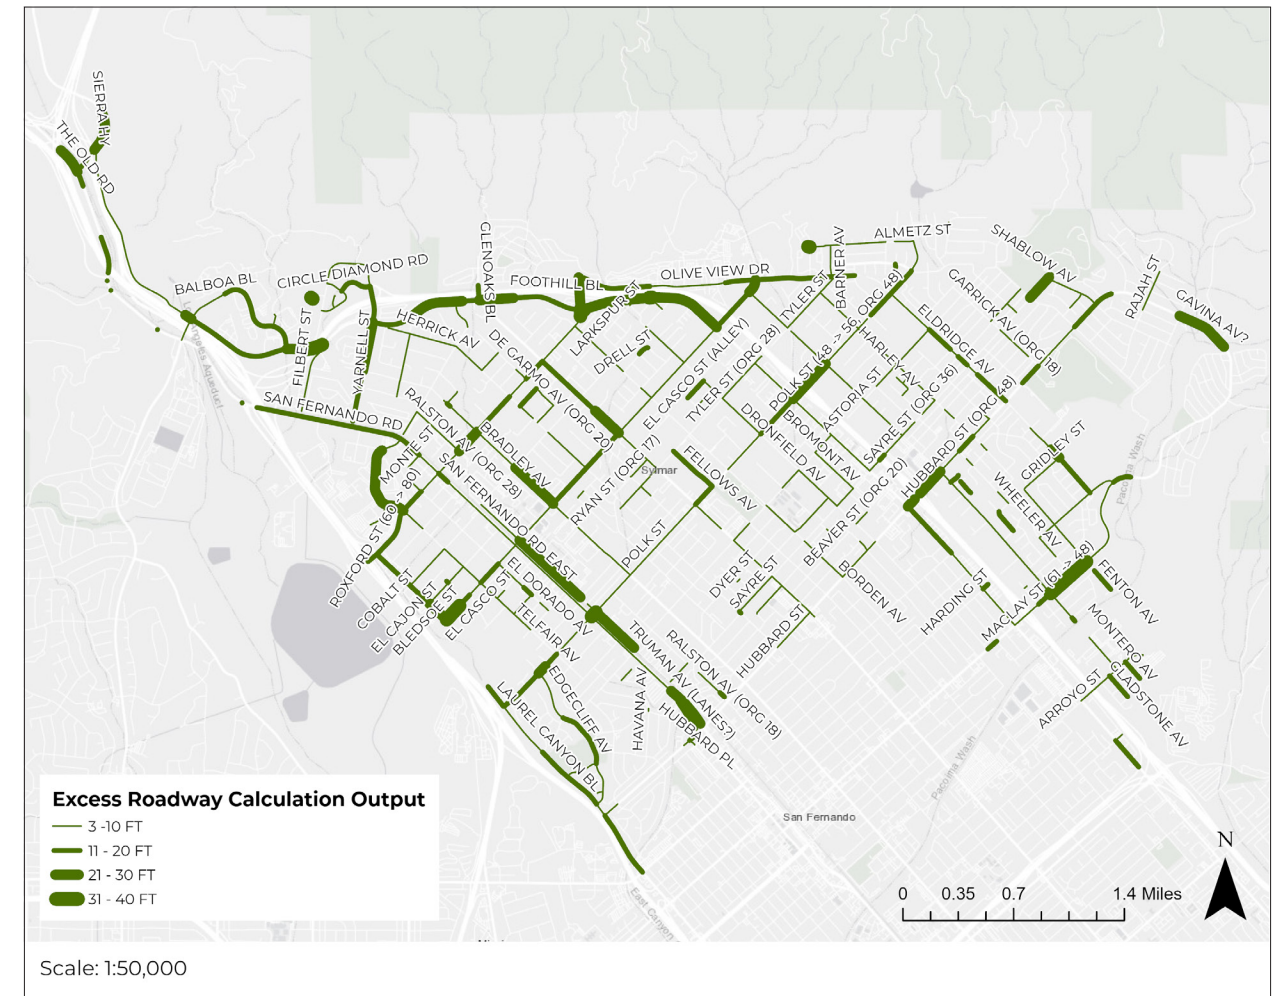 SIERRA HY
THE OLD RD
BALBOA BL
CIRCLE DIAMOND RD
GLENOAKS BL
FOOTHILL BL
OLIVE VIEW DR
BARNER AV
ALMETZ ST
SHABLOW AV
RAJAH ST
GAVINA AV?
Los Angeles Aqueduct
FILBERT ST
YARNELL ST
HERRICK AV
LARKSPUR ST
DRELL ST
TYLER ST
GARRICK AV (ORG 18)
ELDRIDGE AV
DE GARMO AV (ORG 20)
EL CASCO ST (ALLEY)
TYLER ST (ORG 28)
POLK ST (48 -> 56, ORG 48)
HARLEY AV
ASTORIA ST
SAYRE ST (ORG 36)
HUBBARD ST (ORG 48)
SAN FERNANDO RD
RALSTON AV (ORG 28)
MONTE ST
BRADLEY AV
RYAN ST (ORG 17)
Sylmar
FELLOWS AV
DRONFIELD AV
BROMONT AV
BEAVER ST (ORG 20)
GRIDLEY ST
WHEELER AV
Pacoima Wash
ROXFORD ST (60 -> 80)
SAN FERNANDO RD EAST
POLK ST
DYER ST
SAYRE ST
BORDEN AV
HARDING ST
MACLAY ST (61 -> 48)
FENTON AV
COBALT ST
EL CAJON ST
BLEDSOE ST
EL CASCO ST
EL DORADO AV
TELFAIR AV
TRUMAN AV (LANES?)
RALSTON AV (ORG 18)
HUBBARD ST
MONTERO AV
GLADSTONE AV
ARROYO ST
EDGECLIFF AV
LAUREL CANYON BL
HAVANA AV
HUBBARD PL
Pacoima Wash
San Fernando
East Canyon
Excess Roadway Calculation Output
3 -10 FT
11 - 20 FT
21 - 30 FT
31 - 40 FT
N
0 0.35 0.7 1.4 Miles
Scale: 1:50,000